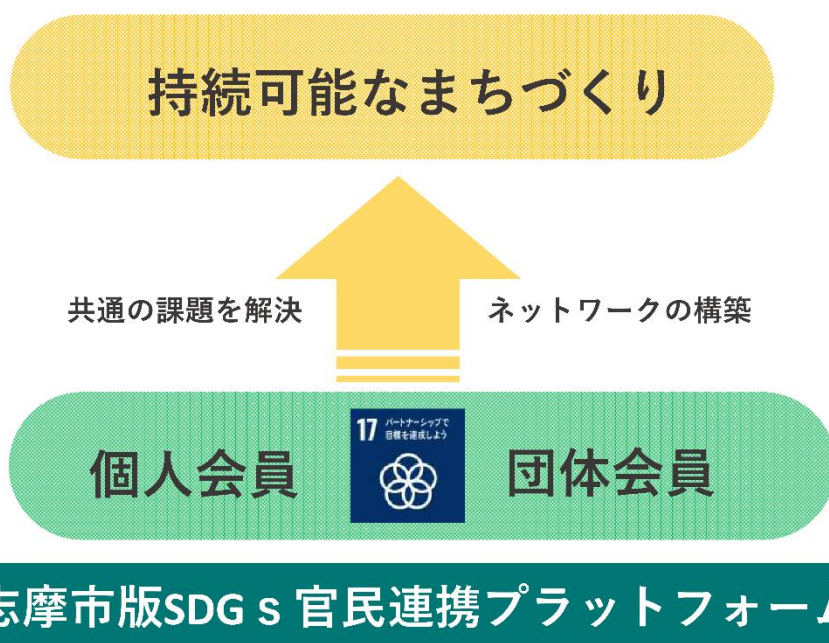 持続可能なまちづくり
共通の課題を解決
ネットワークの構築
個人会員
17 パートナーシップで
目標を達成しよう
団体会員
志摩市版SDGs官民連携プラットフォーム